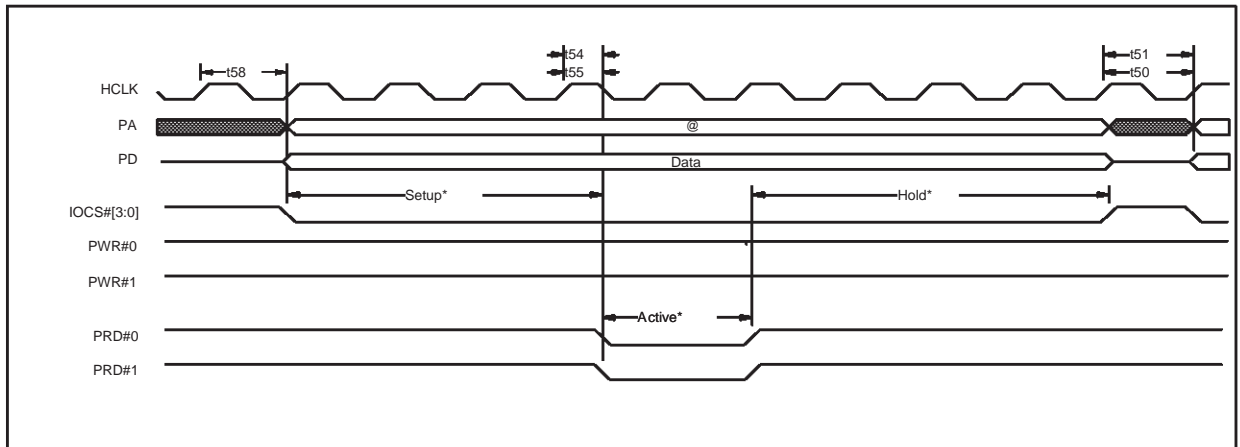 t54
t51
t58
t55
t50
HCLK
PA
@
PD
Data
Setup*
Hold*
IOCS#[3:0]
PWR#0
PWR#1
Active*
PRD#0
PRD#1